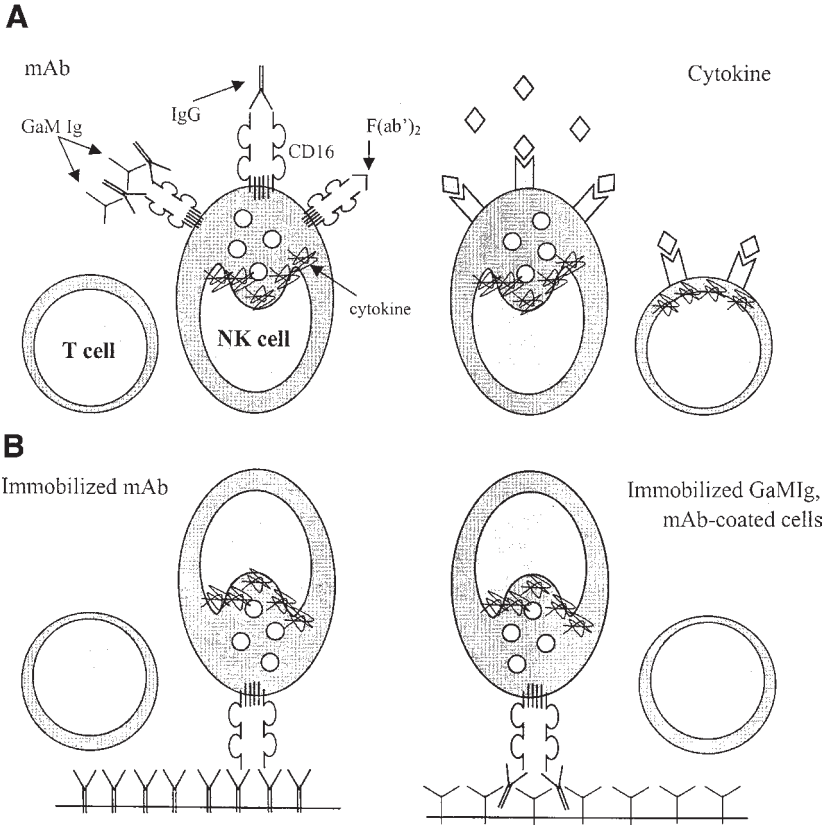 A
mAb
Cytokine
IgG
GaM Ig
F(ab')₂
CD16
cytokine
T cell
NK cell
B
Immobilized mAb
Immobilized GaMIg,
mAb-coated cells